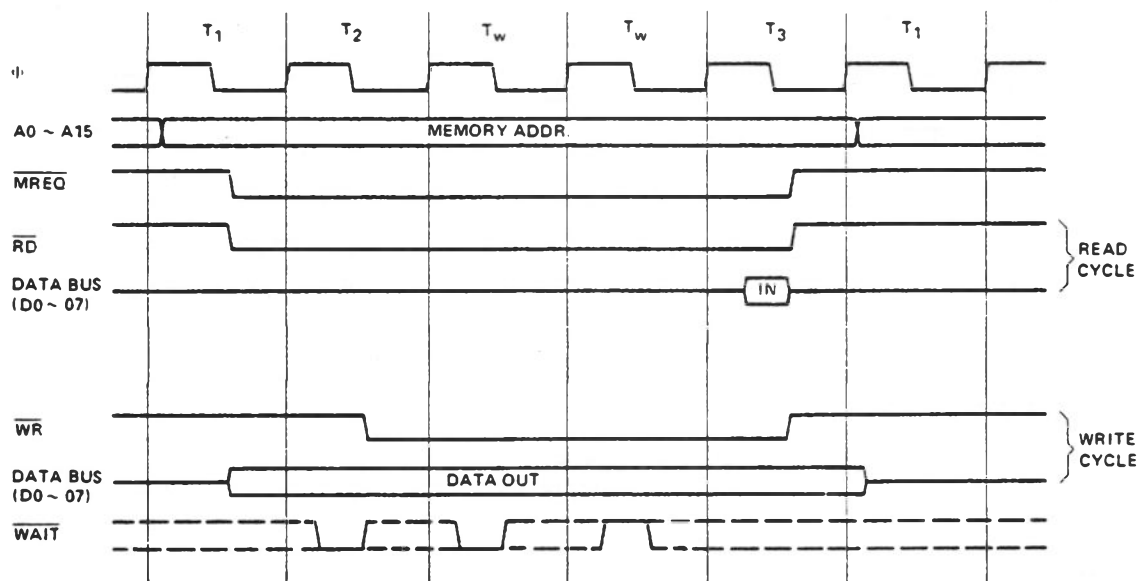 T1 T2 Tw Tw T3 T1
A0 ~ A15 MEMORY ADDR.
MREQ
RD
READ
CYCLE
DATA BUS
(D0 ~ 07)
IN
WR
WRITE
CYCLE
DATA BUS
(D0 ~ 07)
DATA OUT
WAIT